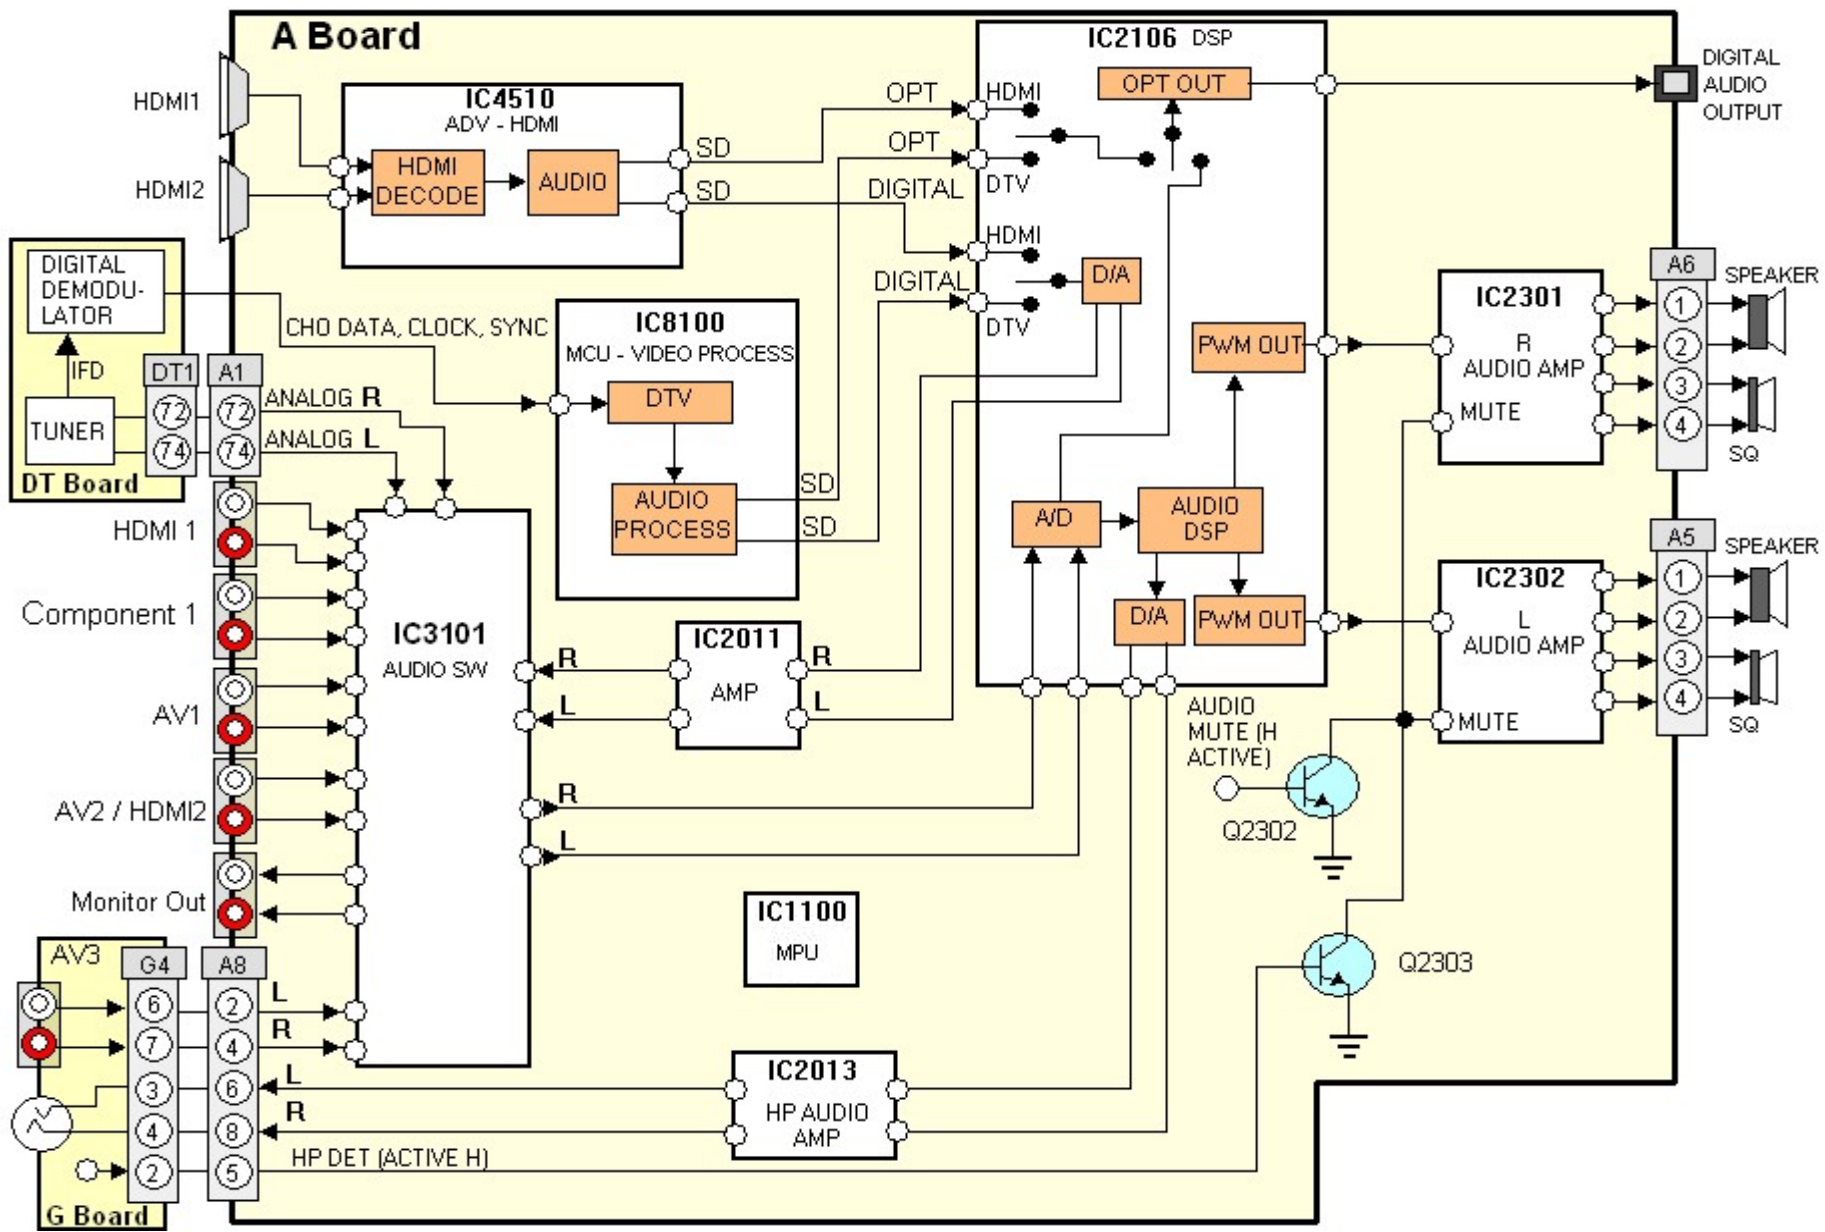 A Board
IC2106 DSP
DIGITAL
AUDIO
OUTPUT
HDMI1
HDMI2
IC4510
ADV - HDMI
HDMI
DECODE
AUDIO
SD
SD
OPT
OPT
DIGITAL
DIGITAL
HDMI
DTV
HDMI
DTV
OPT OUT
D/A
PWM OUT
DIGITAL
DEMODU-
LATOR
IFD
TUNER
DT Board
DT1
72
74
A1
72
74
CHO DATA, CLOCK, SYNC
ANALOG R
ANALOG L
IC8100
MCU - VIDEO PROCESS
DTV
AUDIO
PROCESS
SD
SD
A/D
AUDIO
DSP
D/A
PWM OUT
IC2301
R
AUDIO AMP
MUTE
A6
1
2
3
4
SPEAKER
SQ
IC2302
L
AUDIO AMP
MUTE
A5
1
2
3
4
SPEAKER
SQ
HDMI 1
Component 1
AV1
AV2 / HDMI2
Monitor Out
IC3101
AUDIO SW
R
L
IC2011
AMP
R
L
R
L
AUDIO
MUTE (H
ACTIVE)
Q2302
Q2303
IC1100
MPU
AV3
G4
6
7
3
4
2
A8
2
4
6
8
5
L
R
L
R
HP DET (ACTIVE H)
IC2013
HP AUDIO
AMP
G Board